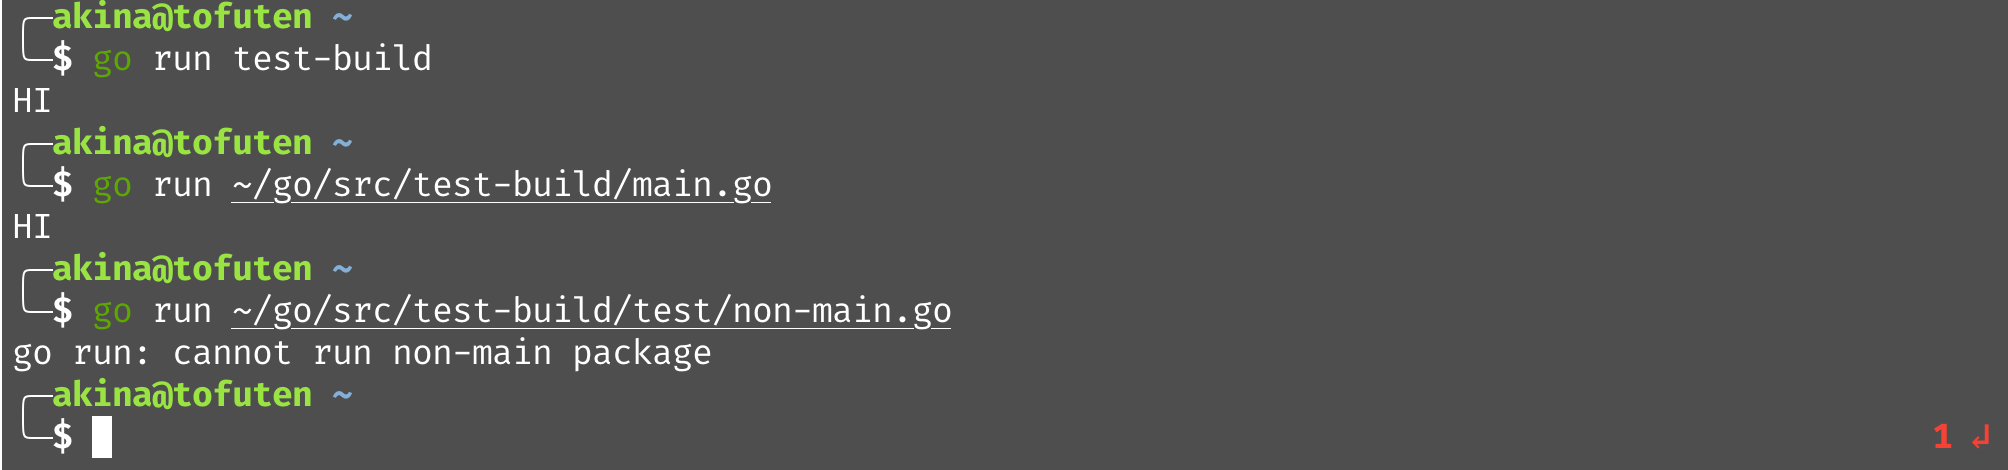 akina@tofuten ~
$ go run test-build
HI
akina@tofuten ~
$ go run ~/go/src/test-build/main.go
HI
akina@tofuten ~
$ go run ~/go/src/test-build/test/non-main.go
go run: cannot run non-main package
akina@tofuten ~
$ 1 ↲